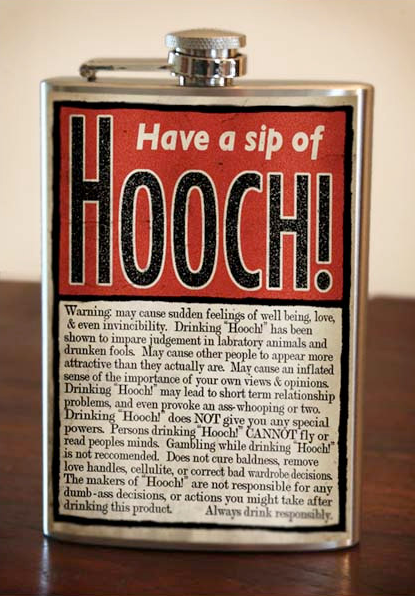 Have a sip of
HOOCH!
Warning: may cause sudden feelings of well being, love,
& even invincibility. Drinking "Hooch!" has been
shown to impare judgement in labratory animals and
drunken fools. May cause other people to appear more
attractive than they actually are. May cause an inflated
sense of the importance of your own views & opinions.
Drinking "Hooch!" may lead to short term relationship
problems, and even provoke an ass-whooping or two.
Drinking "Hooch!" does NOT give you any special
powers. Persons drinking "Hooch!" CANNOT fly or
read peoples minds. Gambling while drinking "Hooch!"
is not reccomended. Does not cure baldness, remove
love handles, cellulite, or correct bad wardrobe decisions.
The makers of "Hooch!" are not responsible for any
dumb-ass decisions, or actions you might take after
drinking this product. Always drink responsibly.